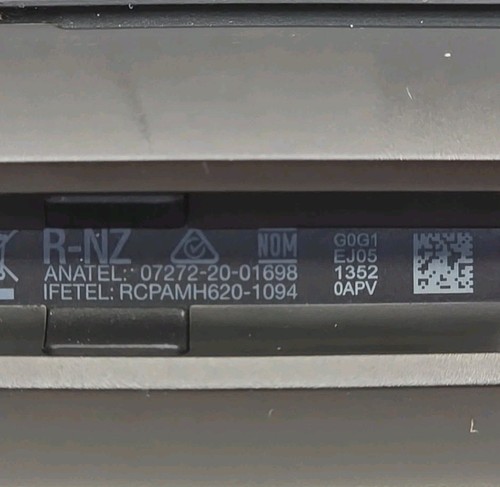 R-NZ NOM
ANATEL: 07272-20-01698
IFETEL: RCPAMH620-1094
G0G1
EJ05
1352
0APV